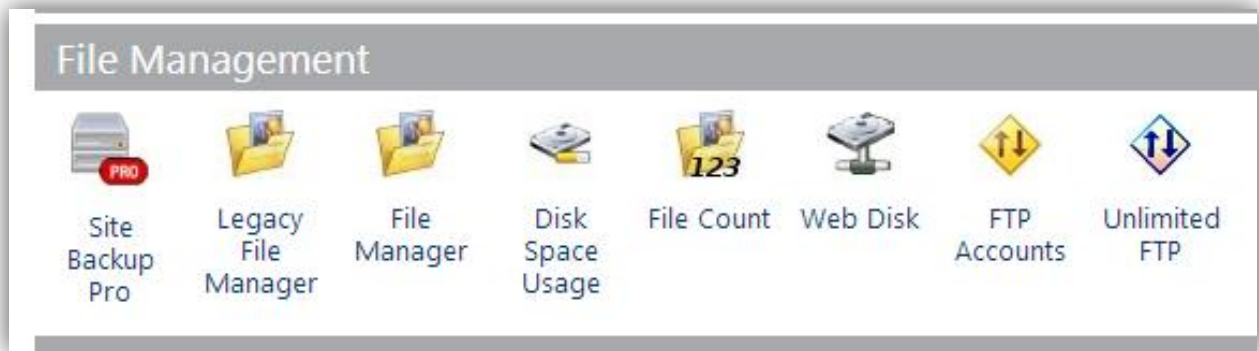 File Management
PRO
123
Site
Backup
Pro
Legacy
File
Manager
File
Manager
Disk
Space
Usage
File Count
Web Disk
FTP
Accounts
Unlimited
FTP